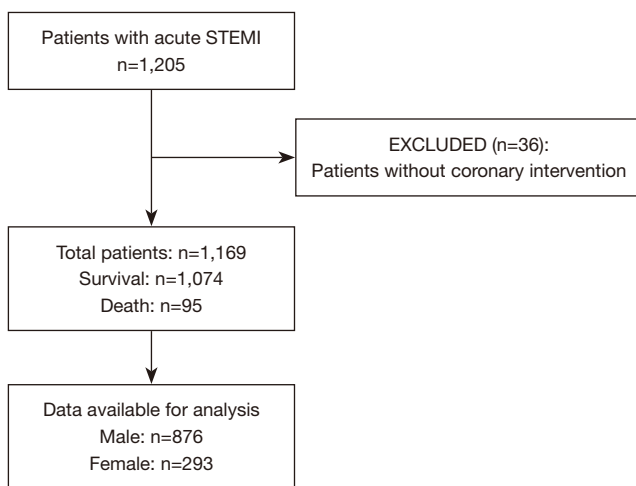 Patients with acute STEMI
n=1,205
EXCLUDED (n=36):
Patients without coronary intervention
Total patients: n=1,169
Survival: n=1,074
Death: n=95
Data available for analysis
Male: n=876
Female: n=293